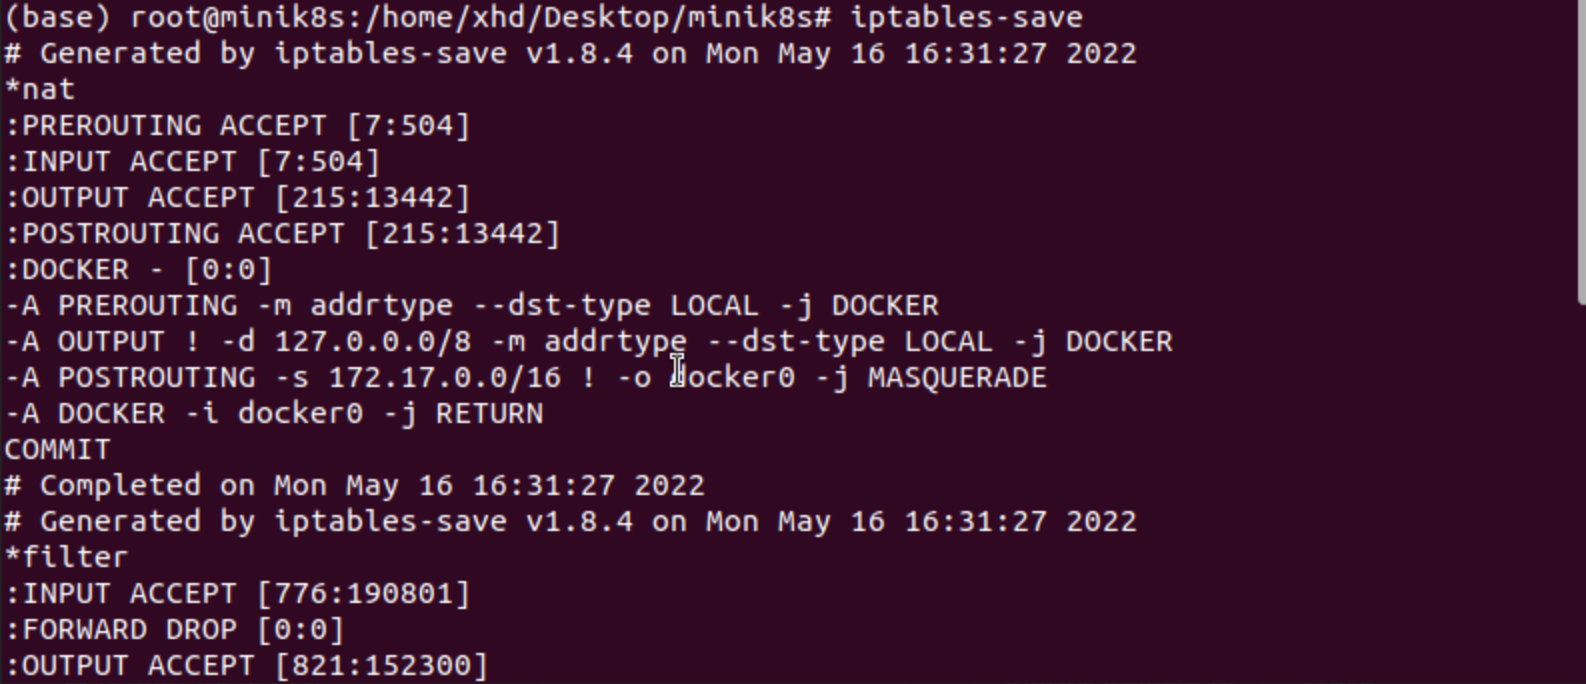 (base) root@minik8s:/home/xhd/Desktop/minik8s# iptables-save
# Generated by iptables-save v1.8.4 on Mon May 16 16:31:27 2022
*nat
:PREROUTING ACCEPT [7:504]
:INPUT ACCEPT [7:504]
:OUTPUT ACCEPT [215:13442]
:POSTROUTING ACCEPT [215:13442]
:DOCKER - [0:0]
-A PREROUTING -m addrtype --dst-type LOCAL -j DOCKER
-A OUTPUT ! -d 127.0.0.0/8 -m addrtype --dst-type LOCAL -j DOCKER
-A POSTROUTING -s 172.17.0.0/16 ! -o docker0 -j MASQUERADE
-A DOCKER -i docker0 -j RETURN
COMMIT
# Completed on Mon May 16 16:31:27 2022
# Generated by iptables-save v1.8.4 on Mon May 16 16:31:27 2022
*filter
:INPUT ACCEPT [776:190801]
:FORWARD DROP [0:0]
:OUTPUT ACCEPT [821:152300]